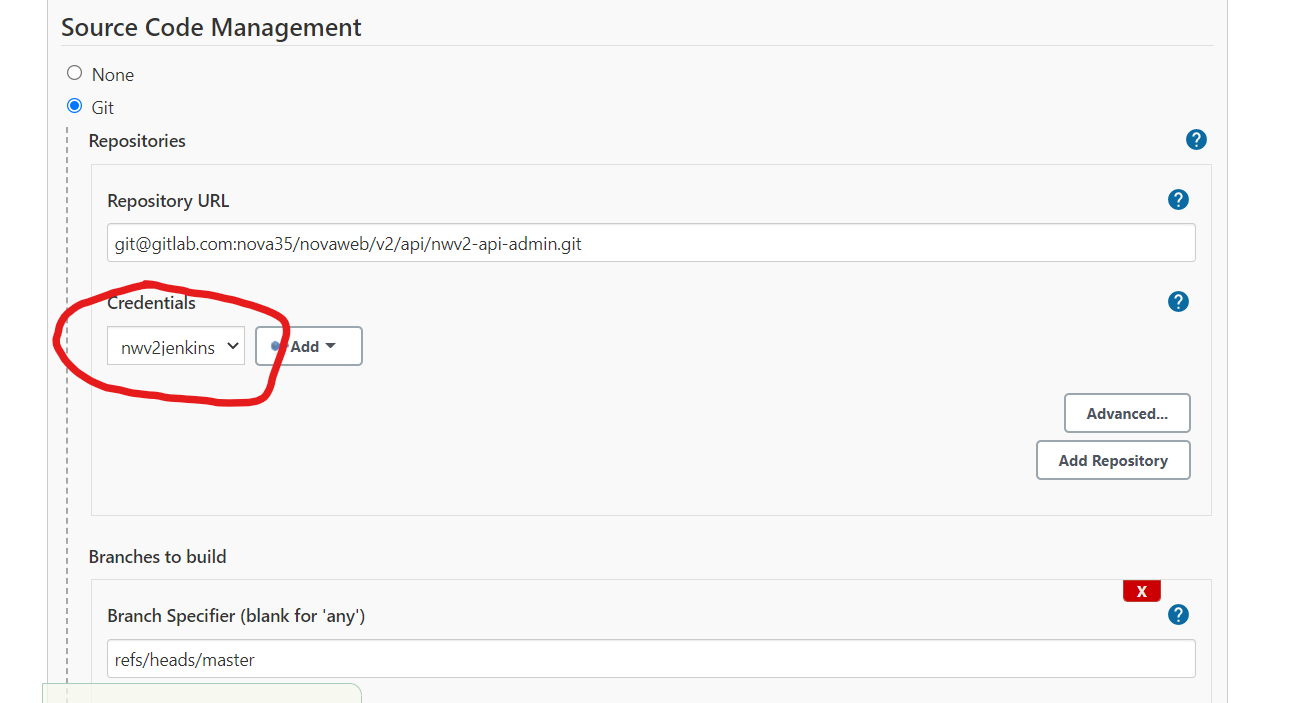 Source Code Management
None
Git
Repositories
?
Repository URL
?
git@gitlab.com:nova35/novaweb/v2/api/nwv2-api-admin.git
Credentials
?
nwv2jenkins
Add
Advanced...
Add Repository
Branches to build
X
Branch Specifier (blank for 'any')
?
refs/heads/master